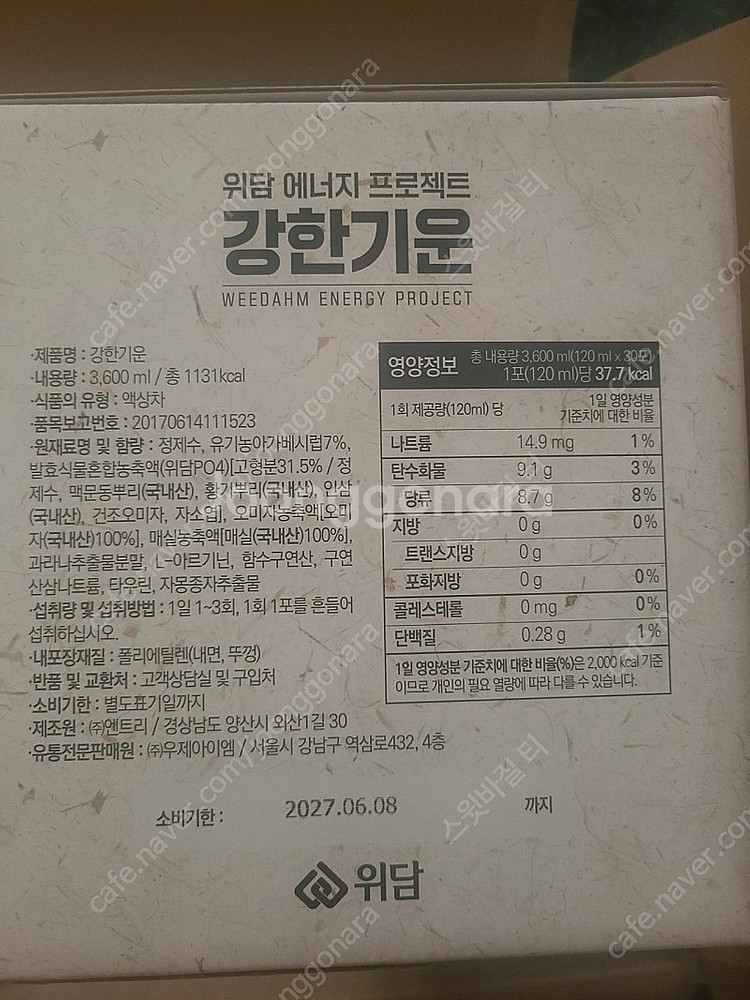 위담 에너지 프로젝트
강한기운
WEEDAHM ENERGY PROJECT
·제품명 : 강한기운
·내용량 : 3,600 ml / 총 1131kcal
·식품의 유형 : 액상차
·품목보고번호 : 20170614111523
·원재료명 및 함량 : 정제수, 유기농아가베시럽7%,
발효식물혼합농축액(위담PO4)[고형분31.5% / 정
제수, 맥문동뿌리(국내산), 황기뿌리(국내산), 인삼
(국내산), 건조오미자, 자소엽], 오미자농축액[오미
자(국내산)100%], 매실농축액[매실(국내산)100%],
과라나추출물분말, L-아르기닌, 함수구연산, 구연
산삼나트륨, 타우린, 자몽종자추출물
·섭취량 및 섭취방법 : 1일 1~3회, 1회 1포를 흔들어
섭취하십시오.
·내포장재질 : 폴리에틸렌(내면, 뚜껑)
·반품 및 교환처 : 고객상담실 및 구입처
·소비기한 : 별도표기일까지
·제조원 : ㈜엔트리 / 경상남도 양산시 외산1길 30
·유통전문판매원 : ㈜우제아이엠 / 서울시 강남구 역삼로432, 4층
영양정보 총 내용량 3,600 ml(120 ml x 30포)
1포(120 ml)당 37.7 kcal
1회 제공량(120ml) 당 1일 영양성분
기준치에 대한 비율
나트륨 14.9 mg 1 %
탄수화물 9.1 g 3 %
당류 8.7 g 8 %
지방 0 g 0 %
트랜스지방 0 g
포화지방 0 g 0 %
콜레스테롤 0 mg 0 %
단백질 0.28 g 1 %
1일 영양성분 기준치에 대한 비율(%)은 2,000 kcal 기준
이므로 개인의 필요 열량에 따라 다를 수 있습니다.
소비기한 : 2027.06.08 까지
위담
joonggonara
cafe.naver.com/joonggonara
스윗바질 티